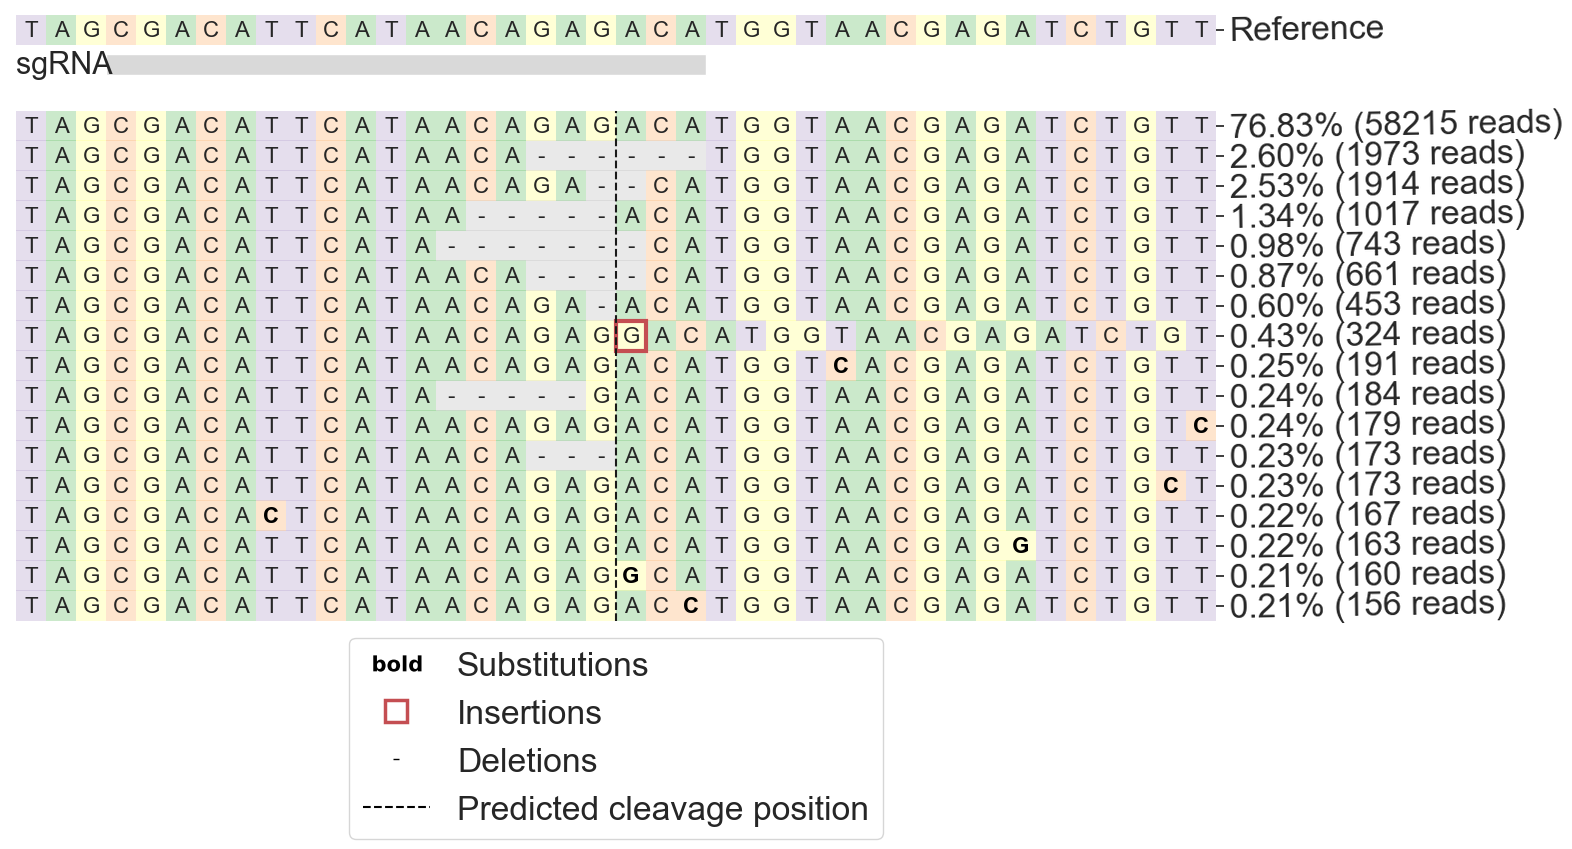 T A G C G A C A T T C A T A A C A G A G A C A T G G T A A C G A G A T C T G T T Reference
sgRNA
T A G C G A C A T T C A T A A C A G A G A C A T G G T A A C G A G A T C T G T T 76.83% (58215 reads)
T A G C G A C A T T C A T A A C A - - - - - - T G G T A A C G A G A T C T G T T 2.60% (1973 reads)
T A G C G A C A T T C A T A A C A G A - - C A T G G T A A C G A G A T C T G T T 2.53% (1914 reads)
T A G C G A C A T T C A T A A - - - - - A C A T G G T A A C G A G A T C T G T T 1.34% (1017 reads)
T A G C G A C A T T C A T A - - - - - - - C A T G G T A A C G A G A T C T G T T 0.98% (743 reads)
T A G C G A C A T T C A T A A C A - - - - C A T G G T A A C G A G A T C T G T T 0.87% (661 reads)
T A G C G A C A T T C A T A A C A G A - A C A T G G T A A C G A G A T C T G T T 0.60% (453 reads)
T A G C G A C A T T C A T A A C A G A G G A C A T G G T A A C G A G A T C T G T 0.43% (324 reads)
T A G C G A C A T T C A T A A C A G A G A C A T G G T C A C G A G A T C T G T T 0.25% (191 reads)
T A G C G A C A T T C A T A - - - - - G A C A T G G T A A C G A G A T C T G T T 0.24% (184 reads)
T A G C G A C A T T C A T A A C A G A G A C A T G G T A A C G A G A T C T G T C 0.24% (179 reads)
T A G C G A C A T T C A T A A C A - - - A C A T G G T A A C G A G A T C T G T T 0.23% (173 reads)
T A G C G A C A T T C A T A A C A G A G A C A T G G T A A C G A G A T C T G C T 0.23% (173 reads)
T A G C G A C A C T C A T A A C A G A G A C A T G G T A A C G A G A T C T G T T 0.22% (167 reads)
T A G C G A C A T T C A T A A C A G A G A C A T G G T A A C G A G G T C T G T T 0.22% (163 reads)
T A G C G A C A T T C A T A A C A G A G G C A T G G T A A C G A G A T C T G T T 0.21% (160 reads)
T A G C G A C A T T C A T A A C A G A G A C C T G G T A A C G A G A T C T G T T 0.21% (156 reads)
bold Substitutions
Insertions
- Deletions
Predicted cleavage position